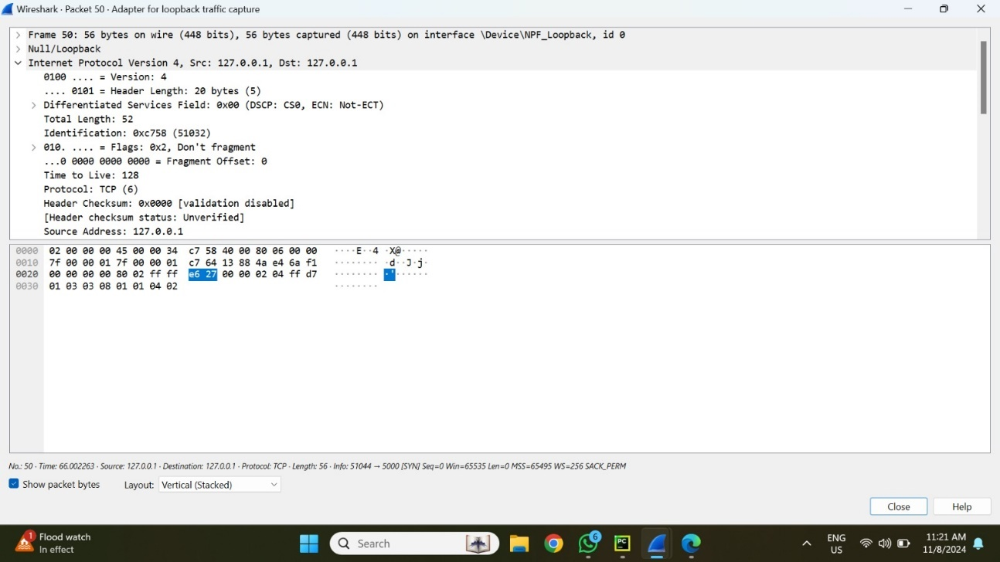 Wireshark · Packet 50 · Adapter for loopback traffic capture
Frame 50: 56 bytes on wire (448 bits), 56 bytes captured (448 bits) on interface \Device\NPF_Loopback, id 0
Null/Loopback
Internet Protocol Version 4, Src: 127.0.0.1, Dst: 127.0.0.1
0100 .... = Version: 4
.... 0101 = Header Length: 20 bytes (5)
Differentiated Services Field: 0x00 (DSCP: CS0, ECN: Not-ECT)
Total Length: 52
Identification: 0xc758 (51032)
010. .... = Flags: 0x2, Don't fragment
...0 0000 0000 0000 = Fragment Offset: 0
Time to Live: 128
Protocol: TCP (6)
Header Checksum: 0x0000 [validation disabled]
[Header checksum status: Unverified]
Source Address: 127.0.0.1
0000 02 00 00 00 45 00 00 34 c7 58 40 00 80 06 00 00 ····E··4 ·X@·····
0010 7f 00 00 01 7f 00 00 01 c7 64 13 88 4a e4 6a f1 ········ ·d··J·j·
0020 00 00 00 00 80 02 ff ff e6 27 00 00 02 04 ff d7 ········ ·'······
0030 01 03 03 08 01 01 04 02 ········
No.: 50 · Time: 66.002263 · Source: 127.0.0.1 · Destination: 127.0.0.1 · Protocol: TCP · Length: 56 · Info: 51044 → 5000 [SYN] Seq=0 Win=65535 Len=0 MSS=65495 WS=256 SACK_PERM
Show packet bytes Layout: Vertical (Stacked)
Close Help
1 Flood watch
In effect
Search
6
PC
ENG
US
11:21 AM
11/8/2024